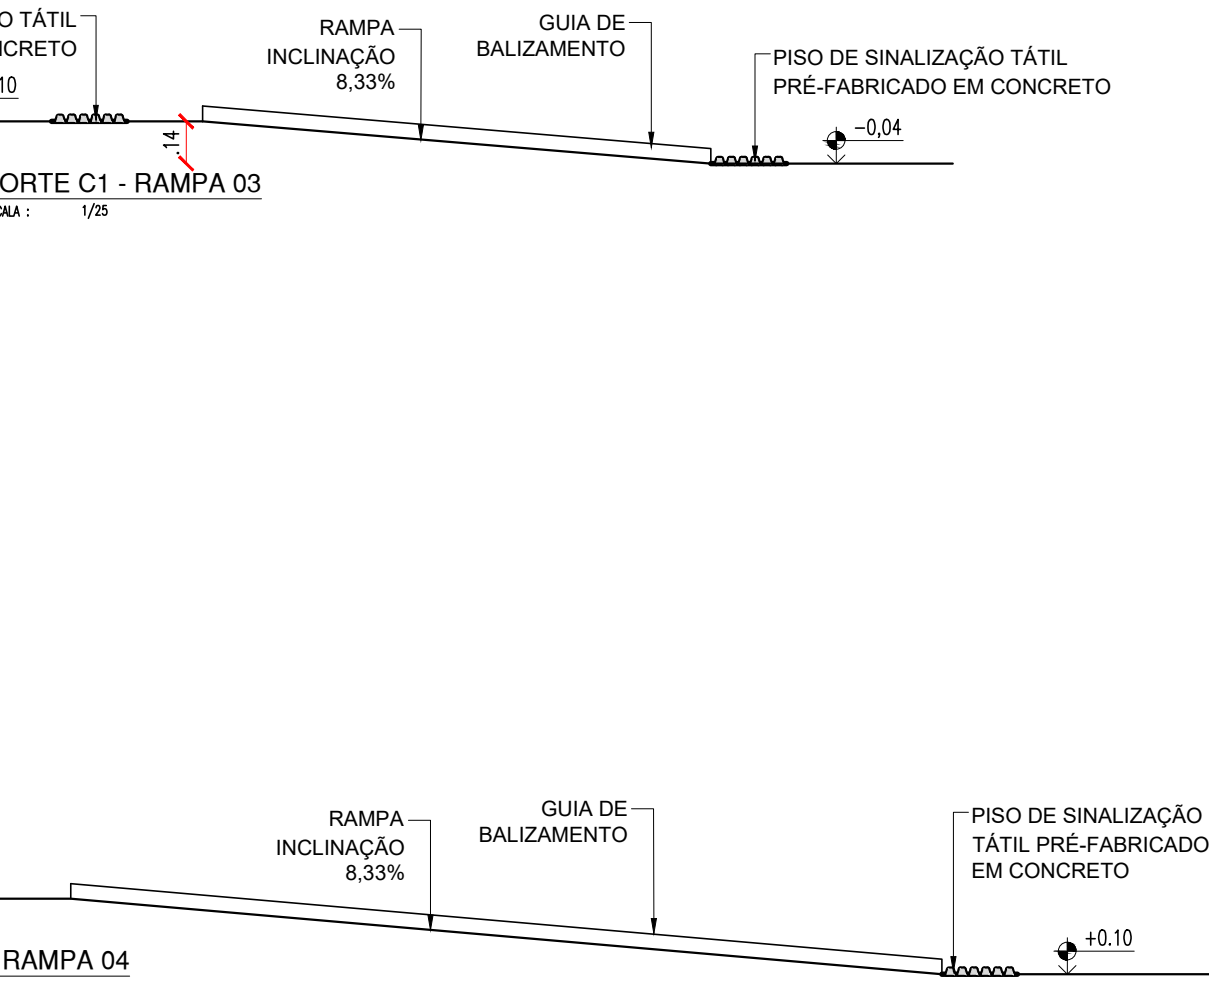 O TÁTIL
NCRETO
10
RAMPA
INCLINAÇÃO
8,33%
GUIA DE
BALIZAMENTO
PISO DE SINALIZAÇÃO TÁTIL
PRÉ-FABRICADO EM CONCRETO
-0,04
.14
ORTE C1 - RAMPA 03
CALA : 1/25
RAMPA
INCLINAÇÃO
8,33%
GUIA DE
BALIZAMENTO
PISO DE SINALIZAÇÃO
TÁTIL PRÉ-FABRICADO
EM CONCRETO
+0.10
RAMPA 04